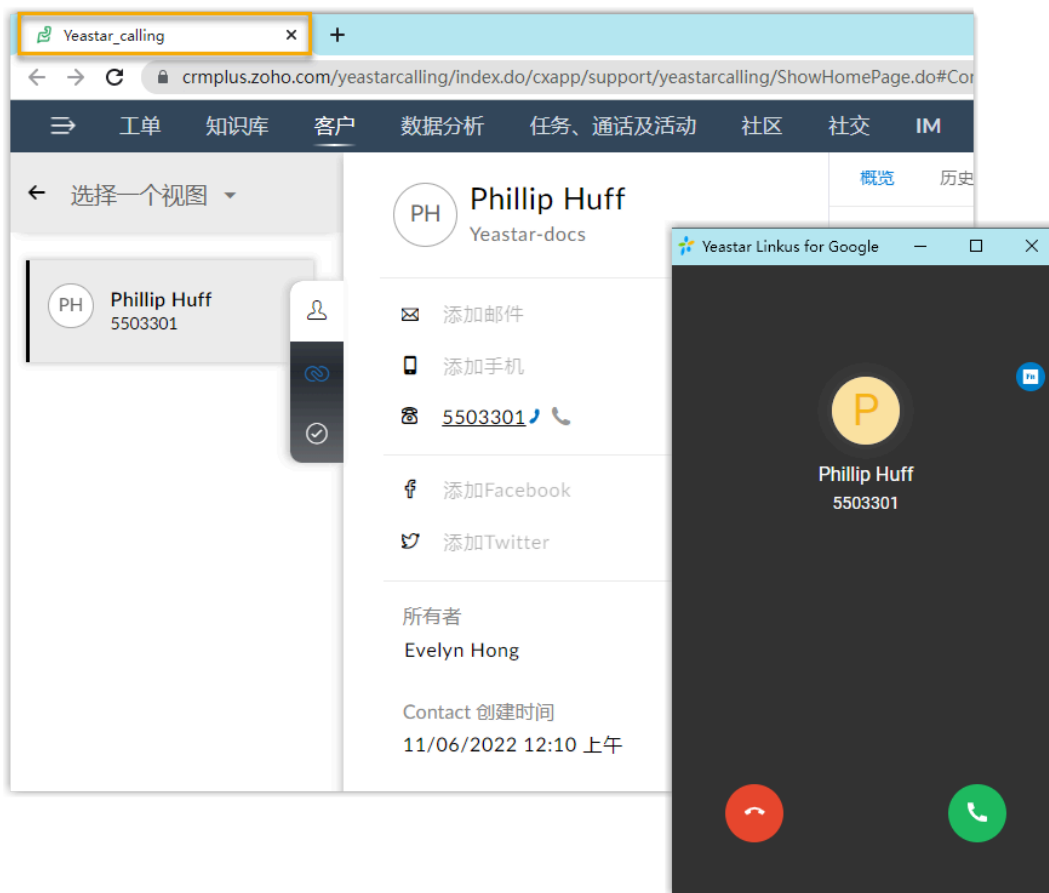 Yeastar_calling
crmplus.zoho.com/yeastarcalling/index.do/cxapp/support/yeastarcalling/ShowHomePage.do#Con
工单 知识库 客户 数据分析 任务、通话及活动 社区 社交 IM
选择一个视图
PH
Phillip Huff
5503301
PH
Phillip Huff
Yeastar-docs
概览 历史
添加邮件
添加手机
5503301
添加Facebook
添加Twitter
所有者
Evelyn Hong
Contact 创建时间
11/06/2022 12:10 上午
Yeastar Linkus for Google
P
Phillip Huff
5503301